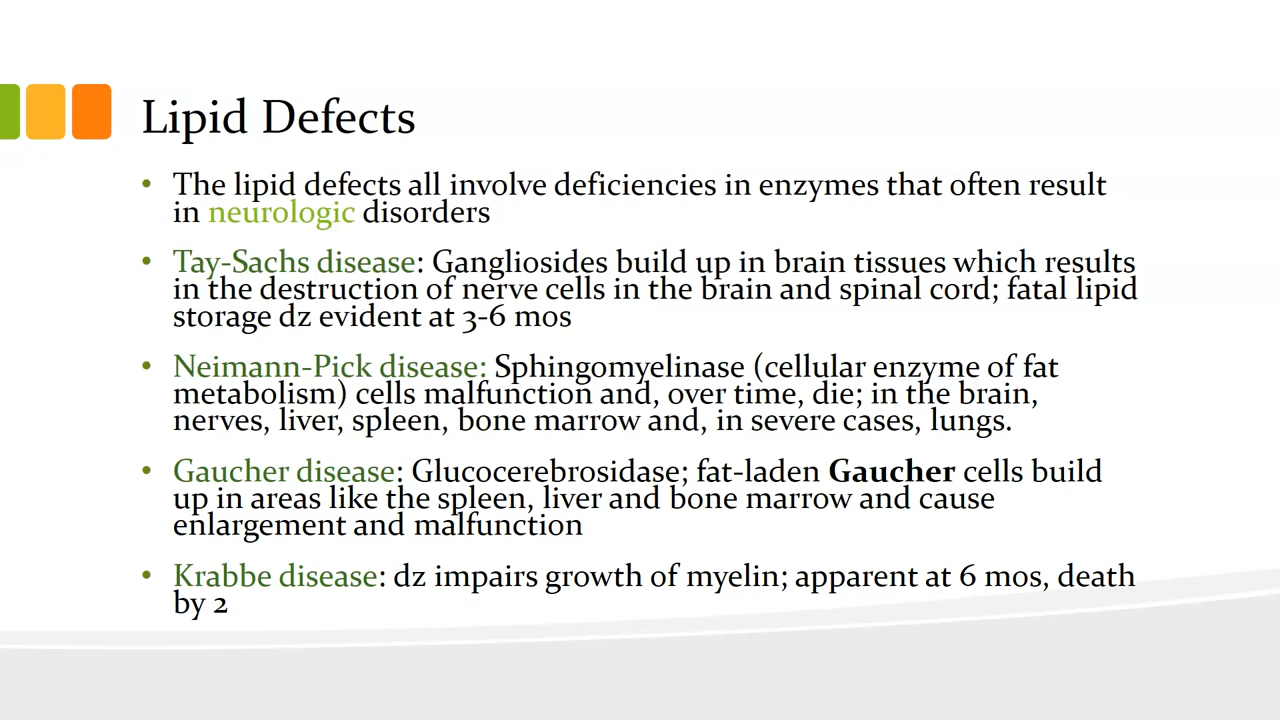 Lipid Defects
• The lipid defects all involve deficiencies in enzymes that often result
in neurologic disorders
• Tay-Sachs disease: Gangliosides build up in brain tissues which results
in the destruction of nerve cells in the brain and spinal cord; fatal lipid
storage dz evident at 3-6 mos
• Neimann-Pick disease: Sphingomyelinase (cellular enzyme of fat
metabolism) cells malfunction and, over time, die; in the brain,
nerves, liver, spleen, bone marrow and, in severe cases, lungs.
• Gaucher disease: Glucocerebrosidase; fat-laden Gaucher cells build
up in areas like the spleen, liver and bone marrow and cause
enlargement and malfunction
• Krabbe disease: dz impairs growth of myelin; apparent at 6 mos, death
by 2